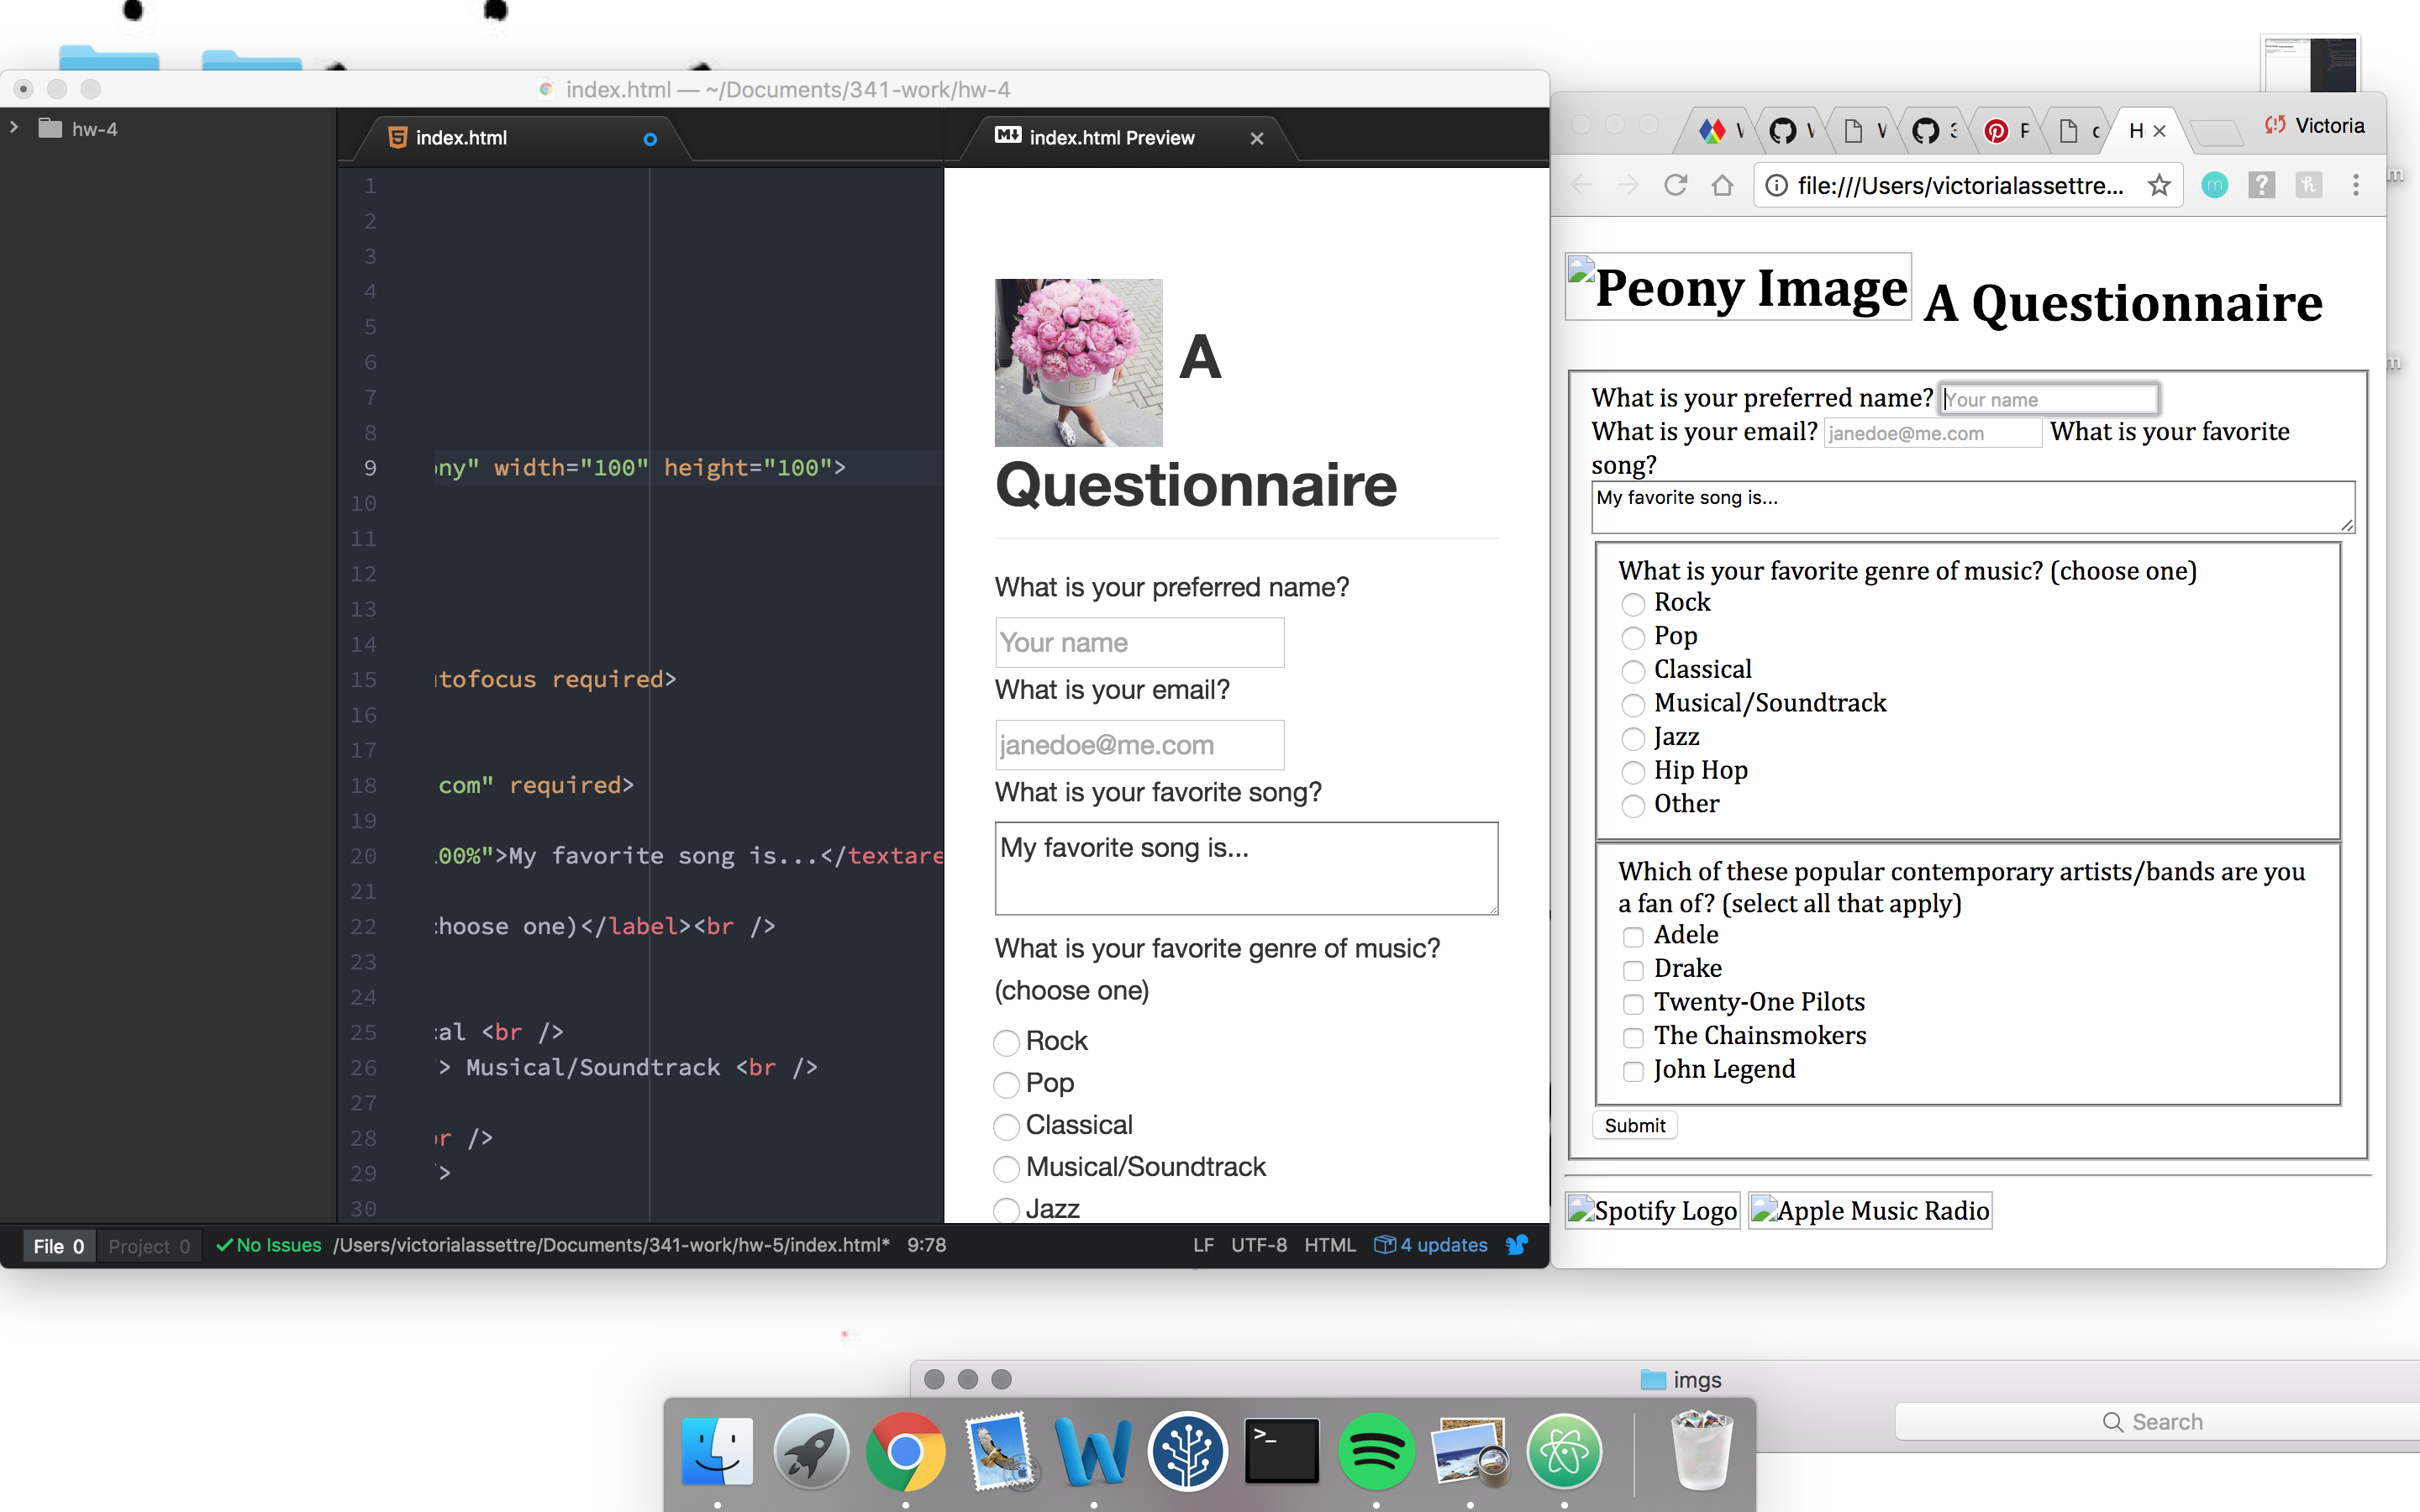 index.html — ~/Documents/341-work/hw-4
hw-4
index.html
index.html Preview
1
2
3
4
5
6
7
8
9
ny" width="100" height="100">
10
11
12
13
14
15
tofocus required>
16
17
18
com" required>
19
20
00%">My favorite song is...</textare
21
22
hoose one)</label><br />
23
24
25
al <br />
26
> Musical/Soundtrack <br />
27
28
r />
29
>
30
A
Questionnaire
What is your preferred name?
Your name
What is your email?
janedoe@me.com
What is your favorite song?
My favorite song is...
What is your favorite genre of music?
(choose one)
Rock
Pop
Classical
Musical/Soundtrack
Jazz
File 0
Project 0
No Issues
/Users/victorialassettre/Documents/341-work/hw-5/index.html*
9:78
LF
UTF-8
HTML
4 updates
H
Victoria
file:///Users/victorialassettre...
Peony Image A Questionnaire
What is your preferred name? Your name
What is your email? janedoe@me.com What is your favorite
song?
My favorite song is...
What is your favorite genre of music? (choose one)
Rock
Pop
Classical
Musical/Soundtrack
Jazz
Hip Hop
Other
Which of these popular contemporary artists/bands are you
a fan of? (select all that apply)
Adele
Drake
Twenty-One Pilots
The Chainsmokers
John Legend
Submit
Spotify Logo Apple Music Radio
imgs
Search